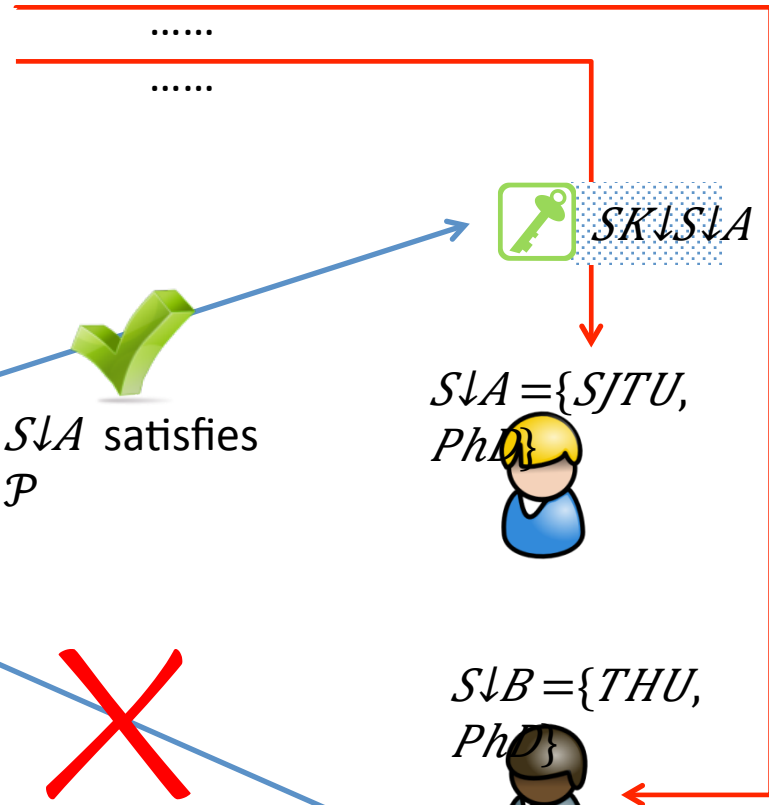 ……
……
SK↓S↓A
S↓A ={SJTU,
PhD}
S↓A satisfies
𝒫
S↓B ={THU,
PhD}